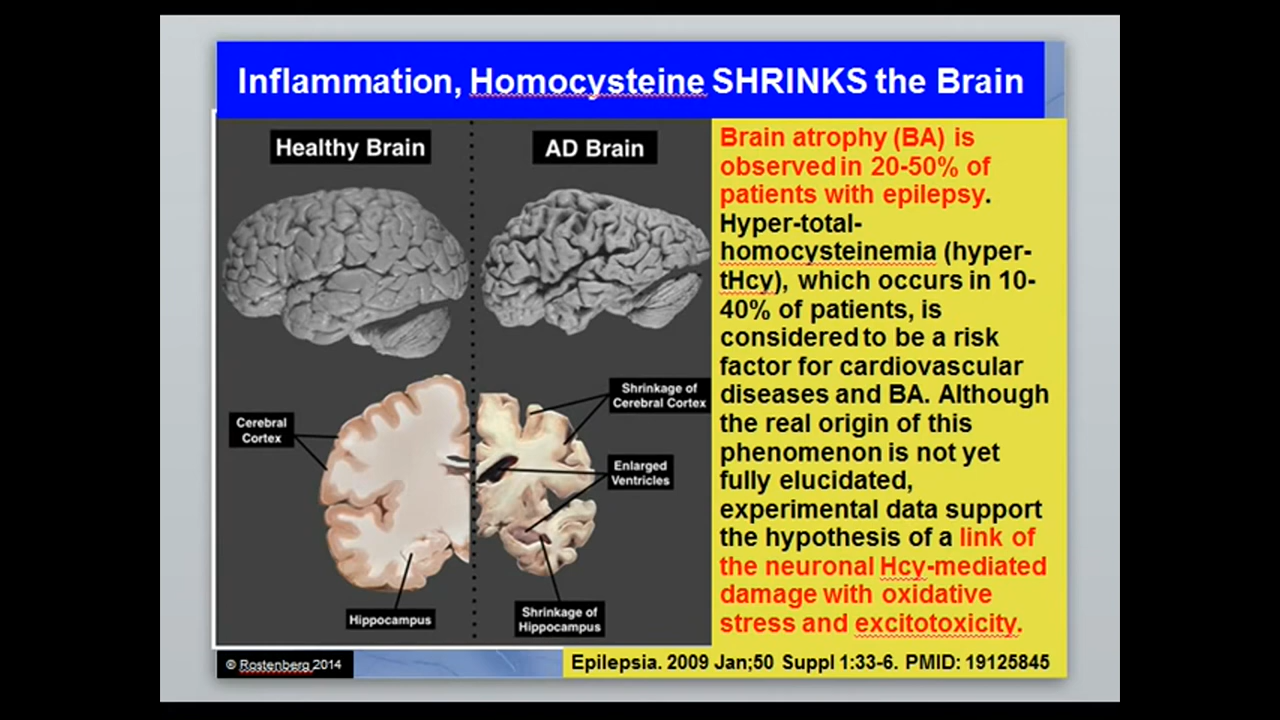 Inflammation, Homocysteine SHRINKS the Brain
Healthy Brain
AD Brain
Cerebral
Cortex
Hippocampus
Shrinkage of
Cerebral Cortex
Enlarged
Ventricles
Shrinkage of
Hippocampus
Brain atrophy (BA) is
observed in 20-50% of
patients with epilepsy.
Hyper-total-
homocysteinemia (hyper-
tHcy), which occurs in 10-
40% of patients, is
considered to be a risk
factor for cardiovascular
diseases and BA. Although
the real origin of this
phenomenon is not yet
fully elucidated,
experimental data support
the hypothesis of a link of
the neuronal Hcy-mediated
damage with oxidative
stress and excitotoxicity.
© Rostenberg 2014
Epilepsia. 2009 Jan;50 Suppl 1:33-6. PMID: 19125845